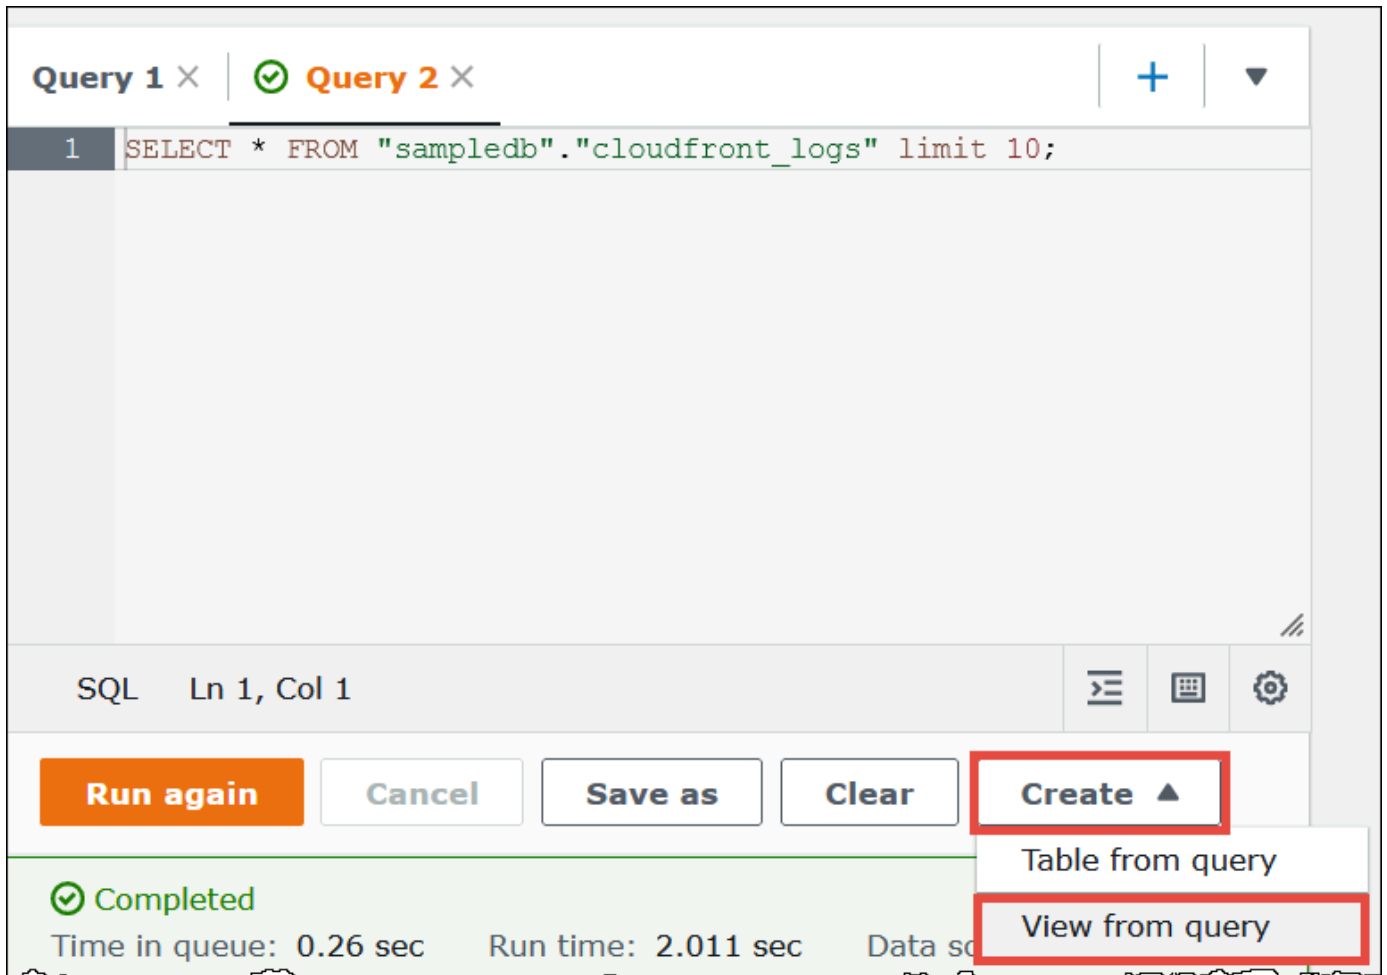 Query 1 Query 2
1 SELECT * FROM "sampledb"."cloudfront_logs" limit 10;
SQL Ln 1, Col 1
Run again Cancel Save as Clear Create
Table from query
View from query
Completed
Time in queue: 0.26 sec Run time: 2.011 sec Data